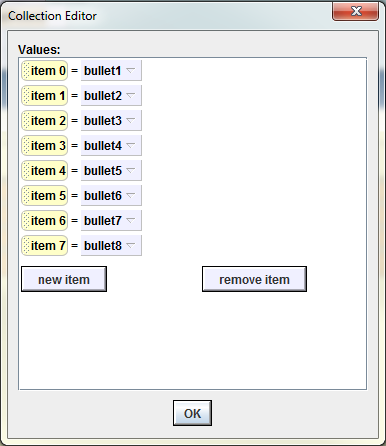 Collection Editor
Values:
item 0 = bullet1
item 1 = bullet2
item 2 = bullet3
item 3 = bullet4
item 4 = bullet5
item 5 = bullet6
item 6 = bullet7
item 7 = bullet8
new item remove item
OK